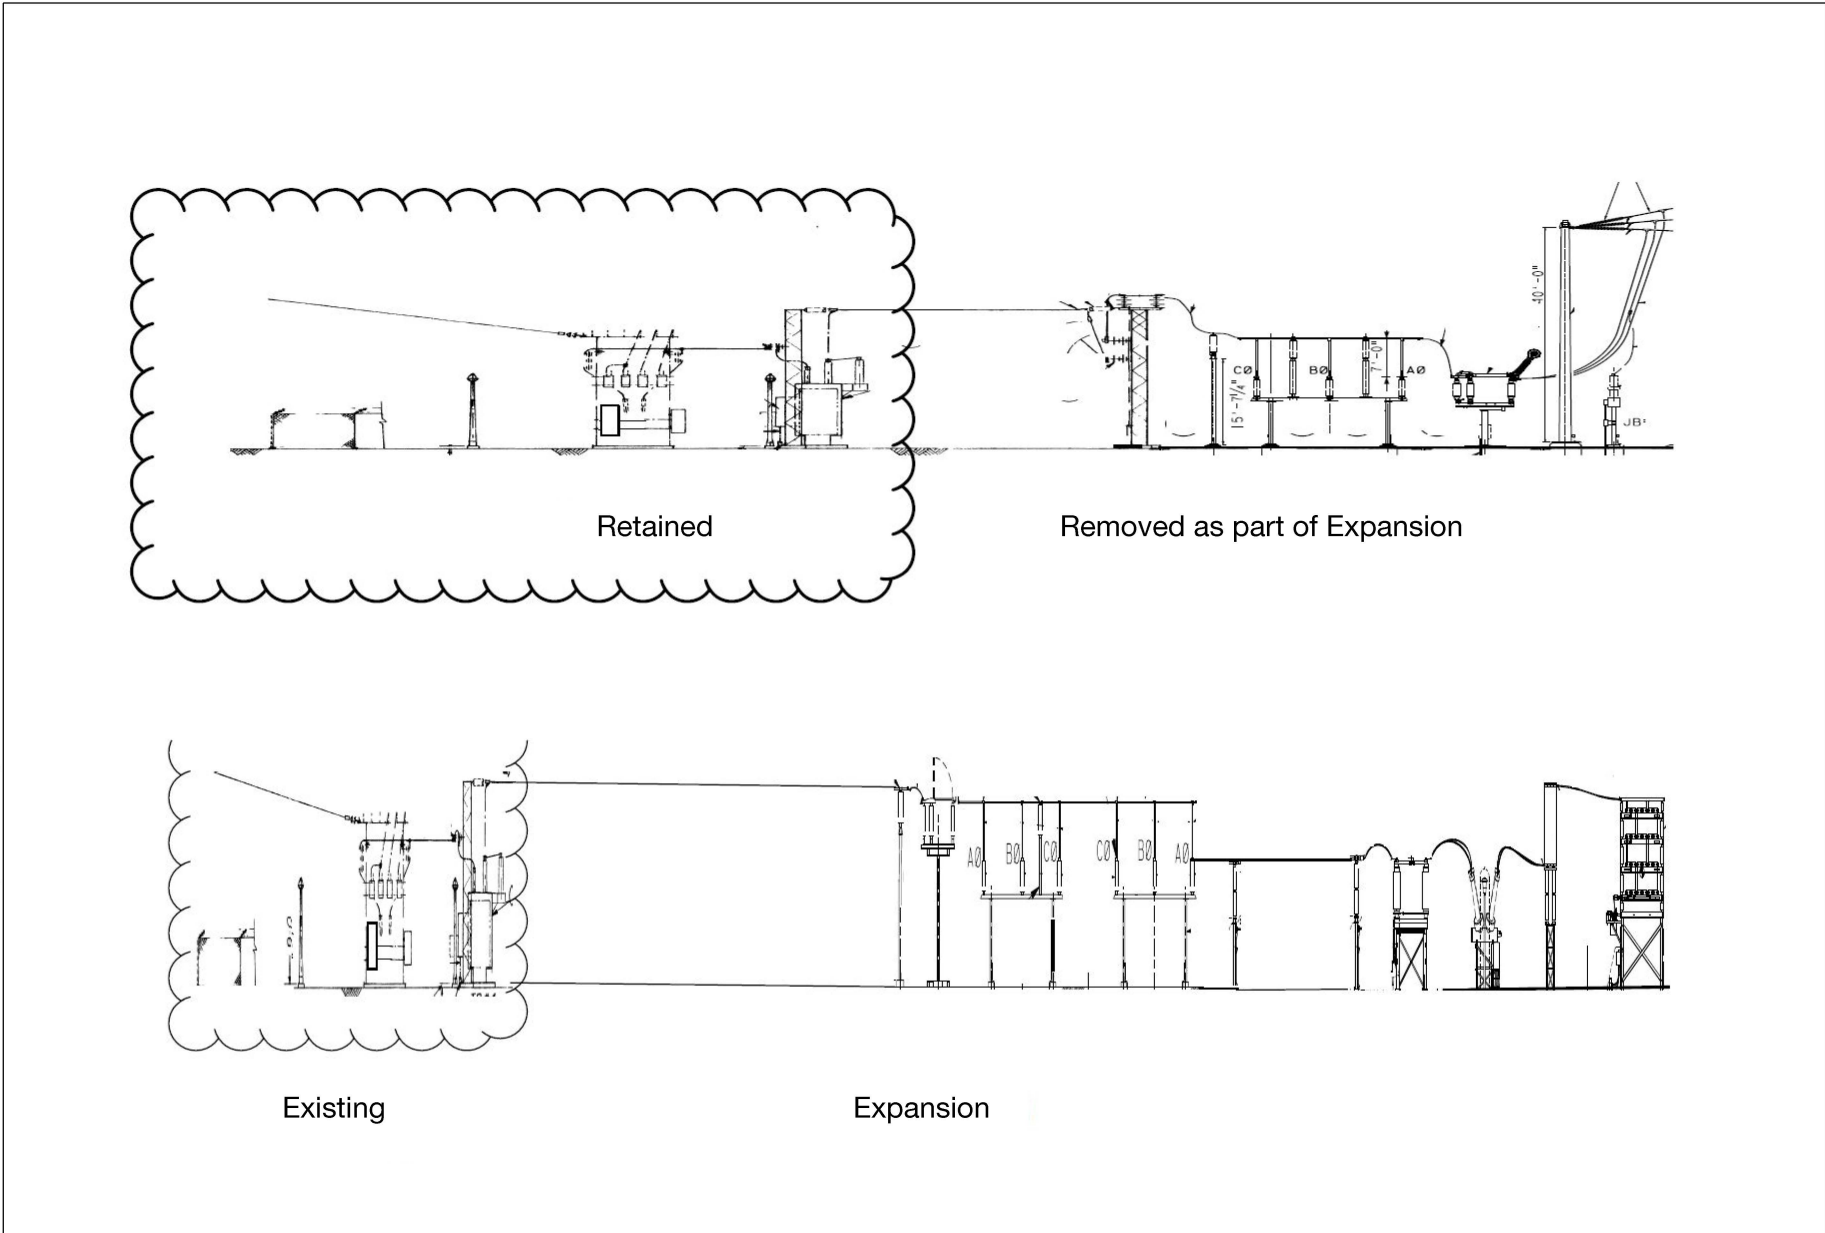 40'-0"
CØ
BØ
7'-0"
AØ
15'-7 1/4"
JB
Retained
Removed as part of Expansion
AØ
BØ
CØ
CØ
BØ
AØ
Existing
Expansion